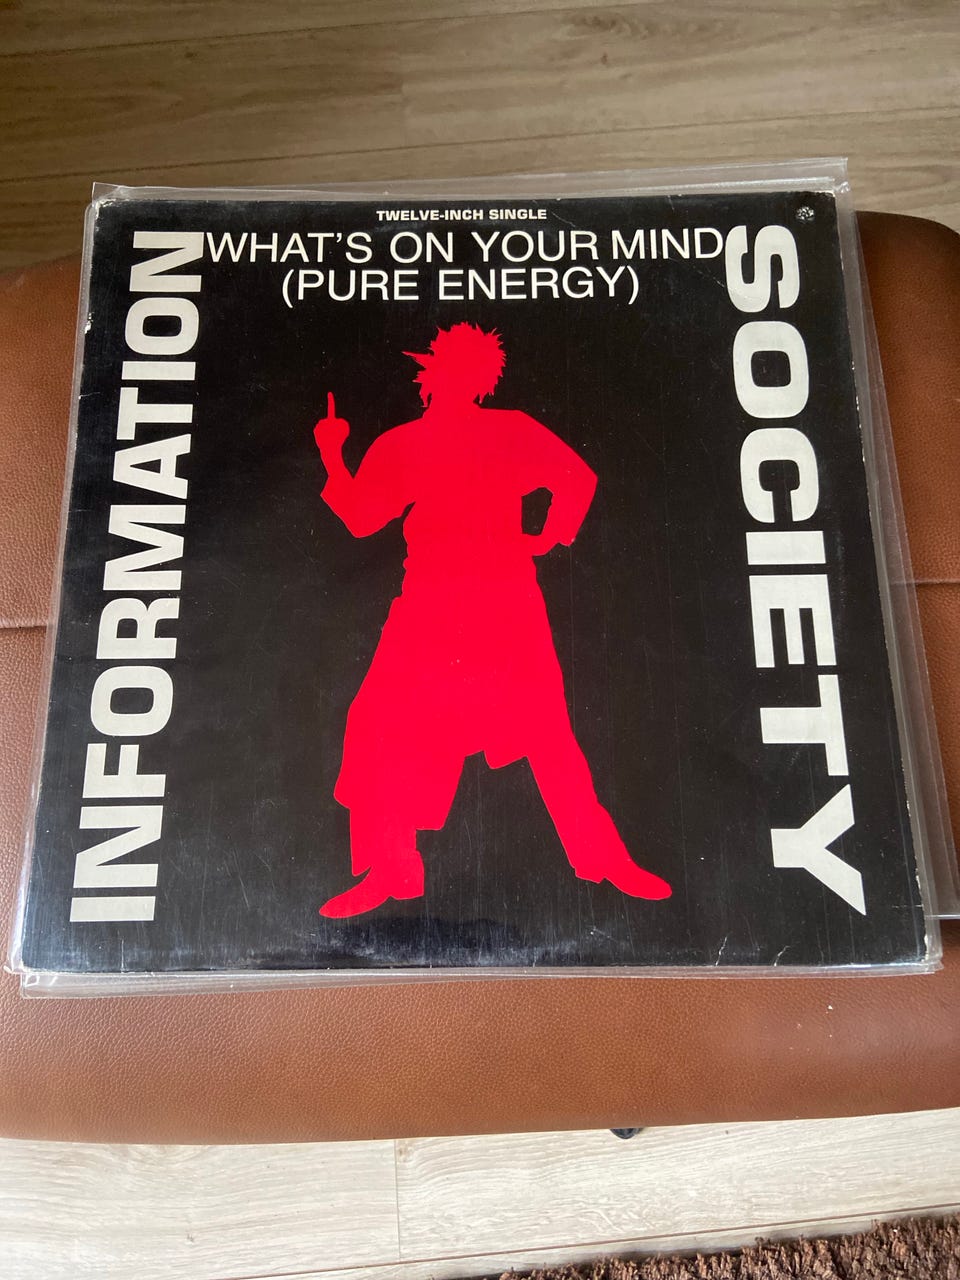 TWELVE-INCH SINGLE
WHAT'S ON YOUR MIND
(PURE ENERGY)
INFORMATION
SOCIETY